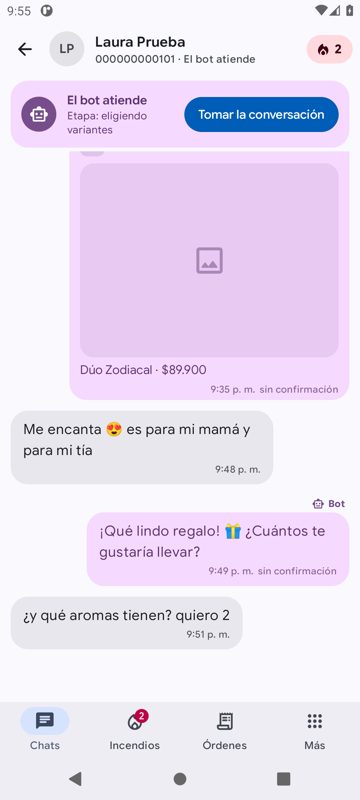 9:55
LP
Laura Prueba
000000000101 · El bot atiende
2
El bot atiende
Etapa: eligiendo
variantes
Tomar la conversación
Dúo Zodiacal · $89.900
9:35 p. m. sin confirmación
Me encanta 😍 es para mi mamá y
para mi tía
9:48 p. m.
Bot
¡Qué lindo regalo! 🎁 ¿Cuántos te
gustaría llevar?
9:49 p. m. sin confirmación
¿y qué aromas tienen? quiero 2
9:51 p. m.
2
Chats
Incendios
Órdenes
Más